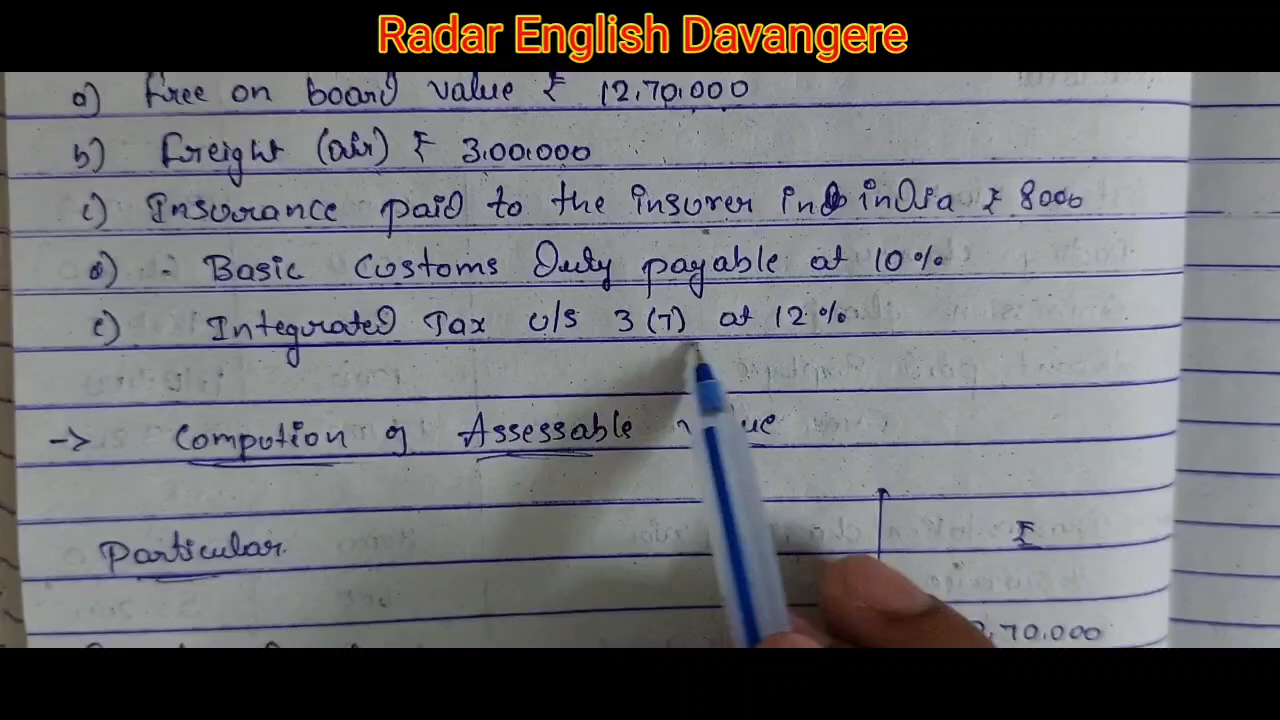 Radar English Davangere
a) Free on board value ₹ 12,70,000
b) Freight (air) ₹ 3,00,000
c) Insurance paid to the insurer in india ₹ 8000
d) Basic Customs Duty payable at 10%
e) Integrated Tax u/s 3 (7) at 12%
-> Compution of Assessable
Particular ₹
,70,000